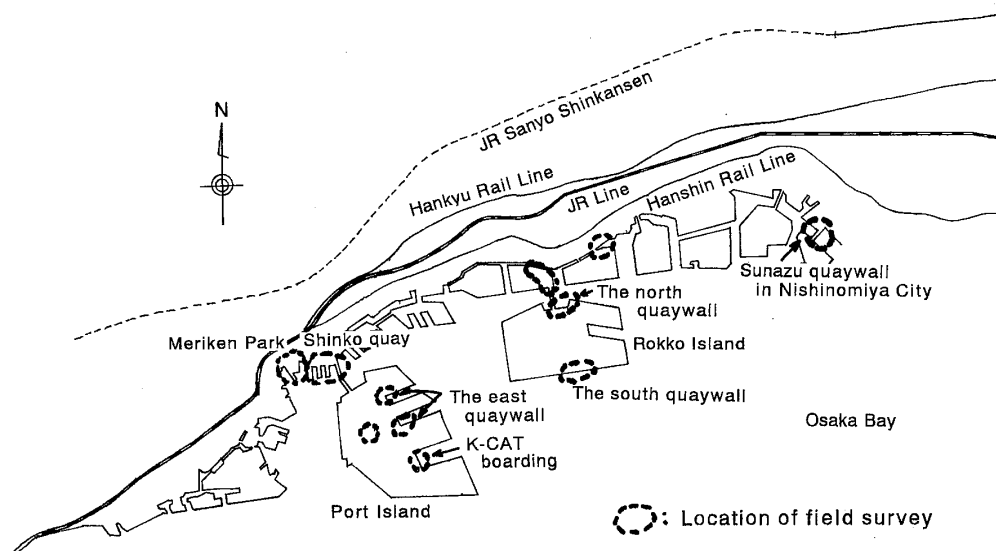 N
JR Sanyo Shinkansen
Hankyu Rail Line
JR Line
Hanshin Rail Line
Sunazu quaywall
in Nishinomiya City
The north
quaywall
Meriken Park
Shinko quay
Rokko Island
The south quaywall
The east
quaywall
Osaka Bay
K-CAT
boarding
Port Island
: Location of field survey